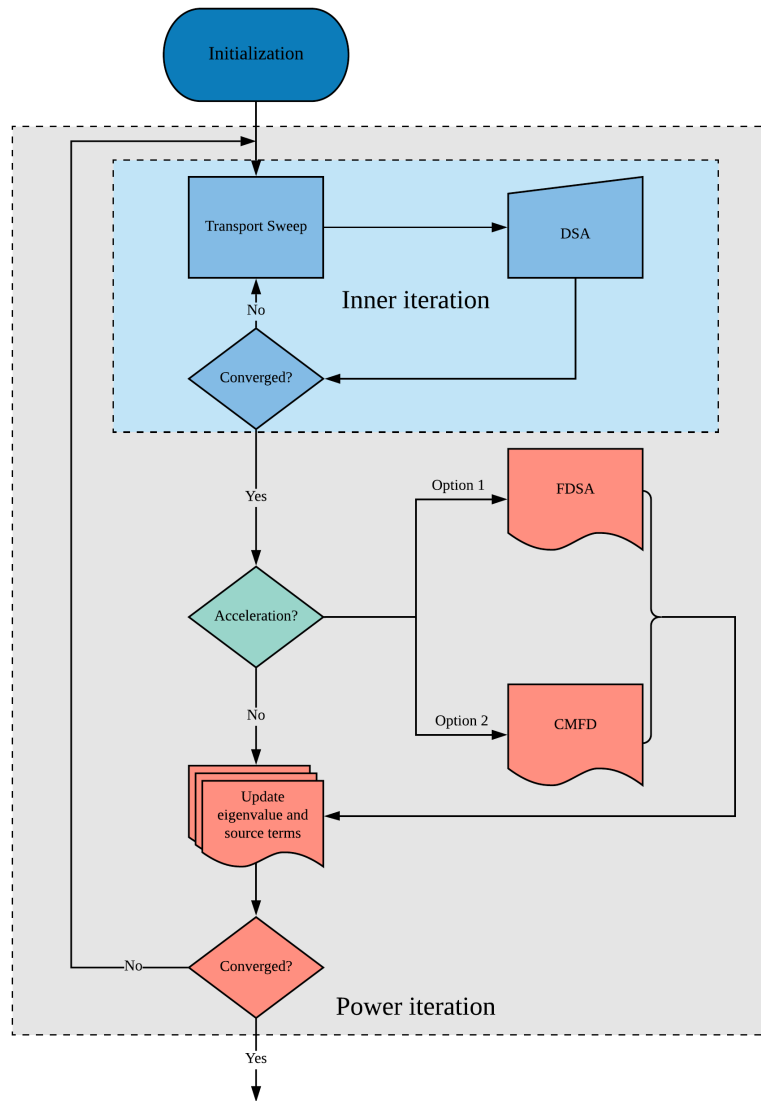 Initialization
Transport Sweep
DSA
Inner iteration
No
Converged?
Yes
Option 1
FDSA
Acceleration?
Option 2
CMFD
No
Update
eigenvalue and
source terms
No
Converged?
Power iteration
Yes